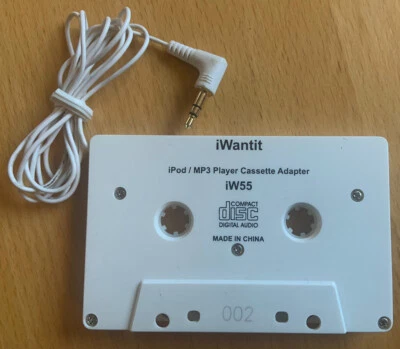 iWantit
iPod / MP3 Player Cassette Adapter
iW55
COMPACT
disc
DIGITAL AUDIO
MADE IN CHINA
002